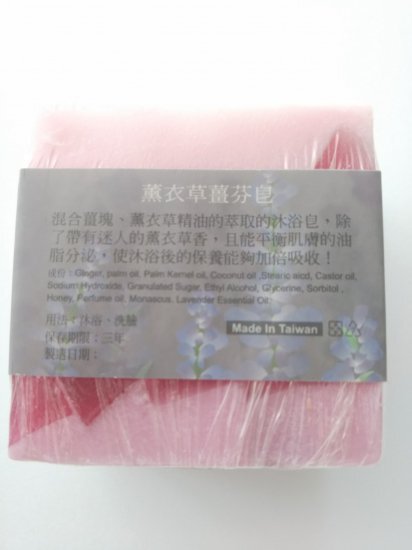 薰衣草薑芬皂
混合薑瑰、薰衣草精油的萃取的沐浴皂，除
了帶有迷人的薰衣草香，且能平衡肌膚的油
脂分泌，使沐浴後的保養能夠加倍吸收！
成份：Ginger, palm oil, Palm Kernel oil, Coconut oil ,Stearic aicd, Castor oil,
Sodium Hydroxide, Granulated Sugar, Ethyl Alcohol, Glycerine, Sorbitol ,
Honey, Perfume oil, Monascus, Lavender Essential Oil
用法：沐浴、洗臉
保存期限：三年
製造日期：
Made In Taiwan